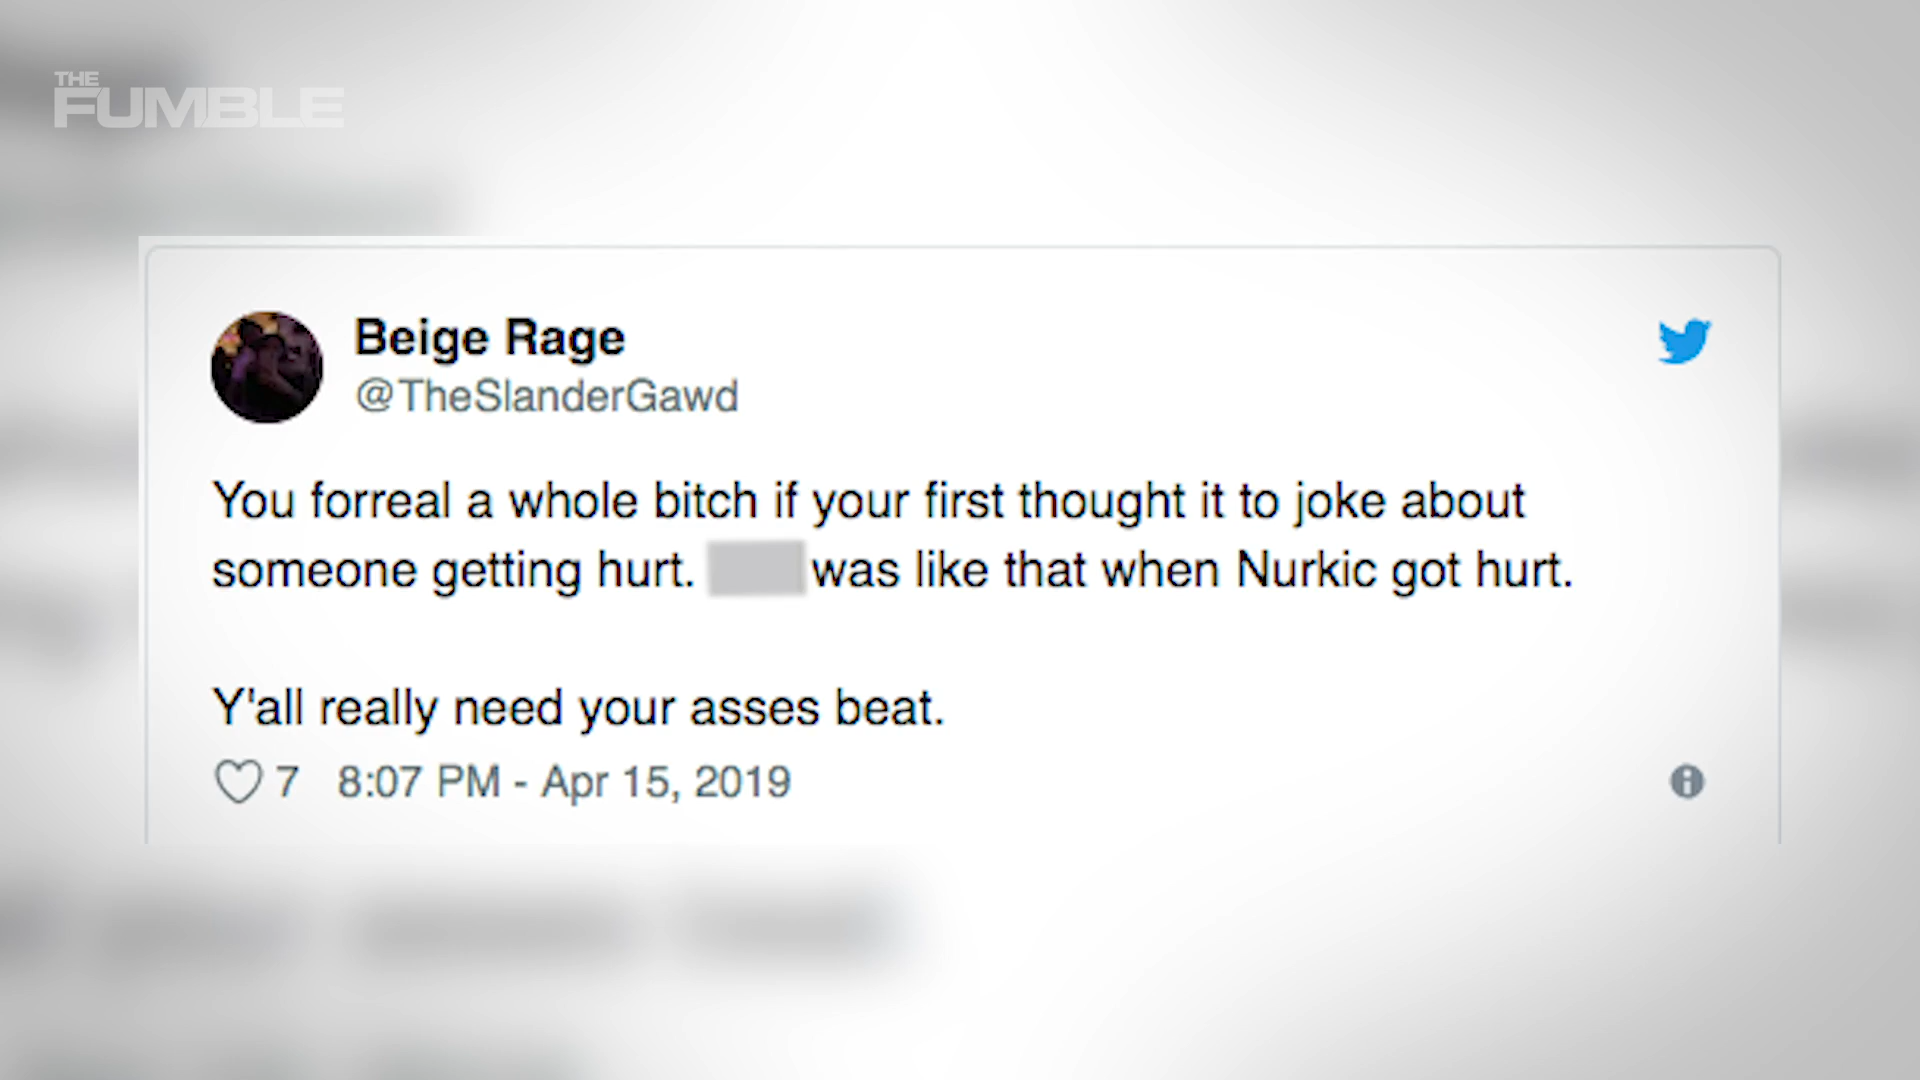 THE
FUMBLE
Beige Rage
@TheSlanderGawd
You forreal a whole bitch if your first thought it to joke about
someone getting hurt. was like that when Nurkic got hurt.
Y'all really need your asses beat.
7 8:07 PM - Apr 15, 2019